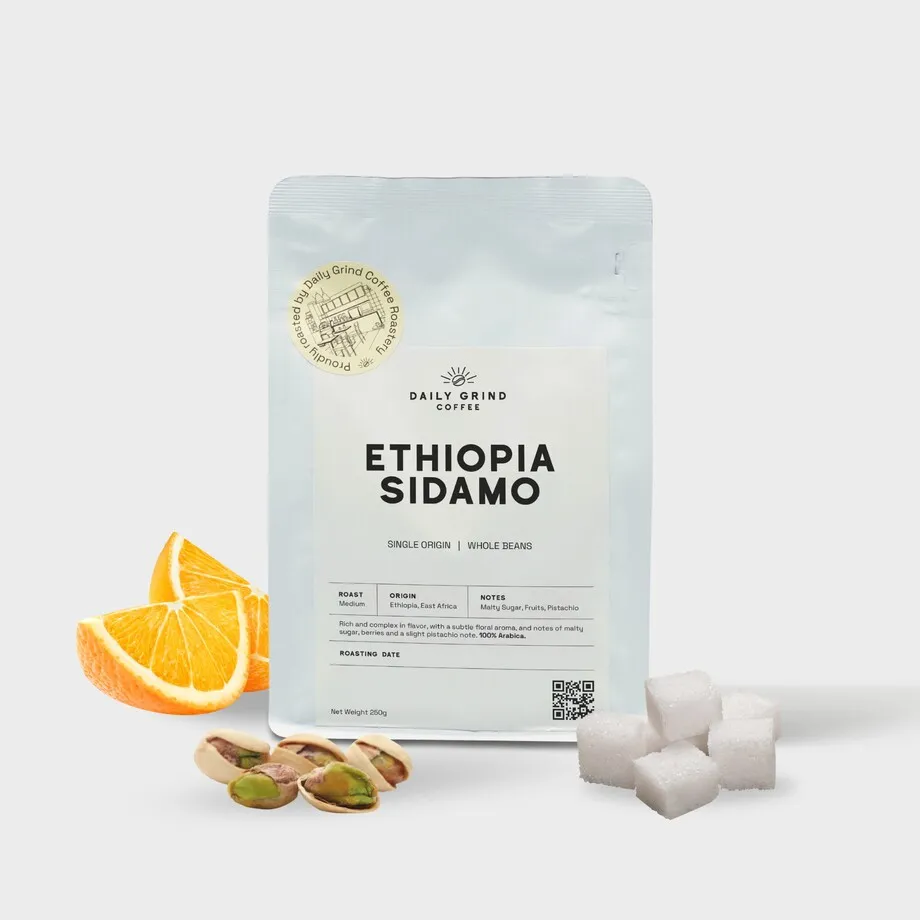 Proudly roasted by Daily Grind Coffee Roastery
DAILY GRIND
COFFEE
ETHIOPIA
SIDAMO
SINGLE ORIGIN | WHOLE BEANS
ROAST
Medium
ORIGIN
Ethiopia, East Africa
NOTES
Malty Sugar, Fruits, Pistachio
Rich and complex in flavor, with a subtle floral aroma, and notes of malty
sugar, berries and a slight pistachio note. 100% Arabica.
ROASTING DATE
Net Weight 250g